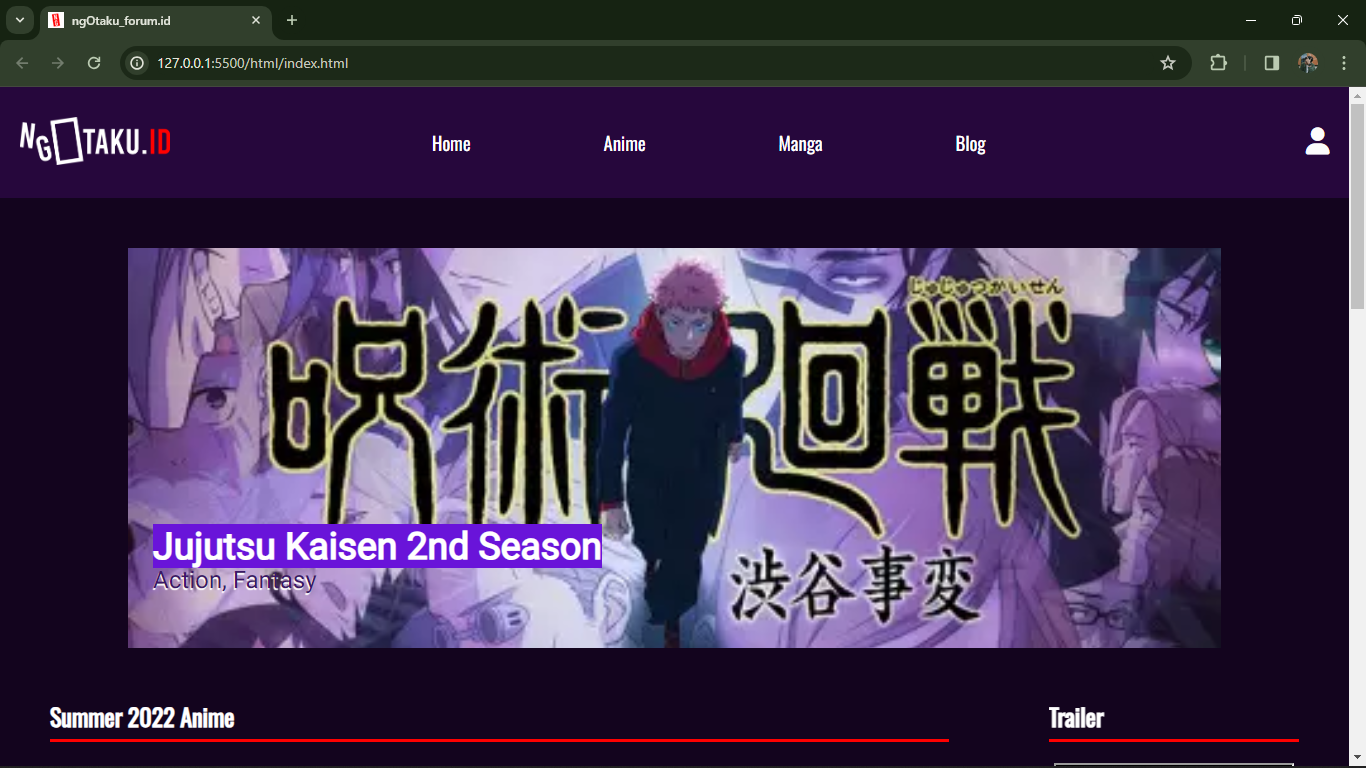 ngOtaku_forum.id
127.0.0.1:5500/html/index.html
NGOTAKU.ID
Home
Anime
Manga
Blog
じゅじゅつかいせん
呪術廻戦
Jujutsu Kaisen 2nd Season
Action, Fantasy
渋谷事変
Summer 2022 Anime
Trailer